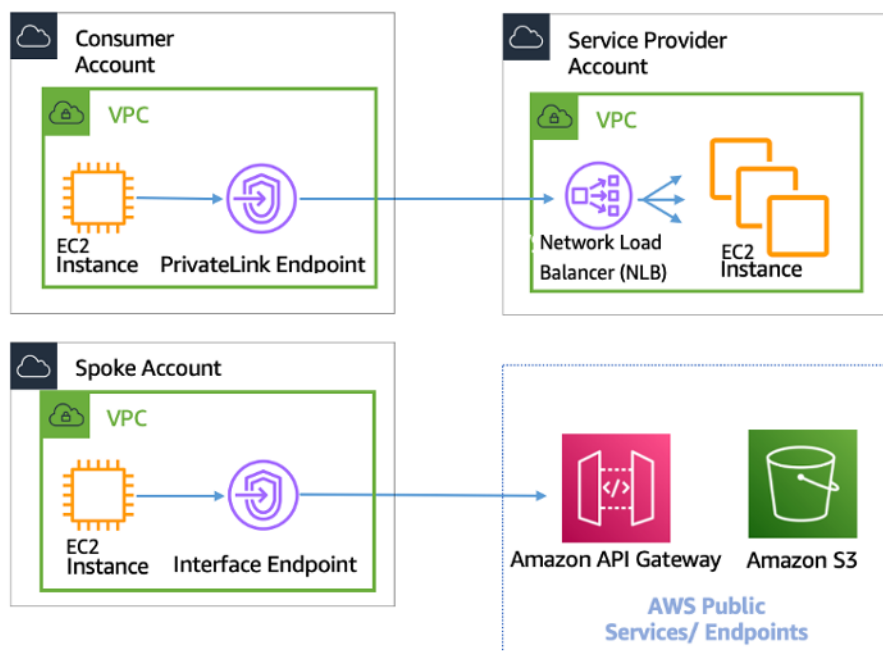 Consumer
Account
VPC
EC2
Instance
PrivateLink Endpoint
Service Provider
Account
VPC
Network Load
Balancer (NLB)
EC2
Instance
Spoke Account
VPC
EC2
Instance
Interface Endpoint
</>
Amazon API Gateway
Amazon S3
AWS Public
Services/ Endpoints